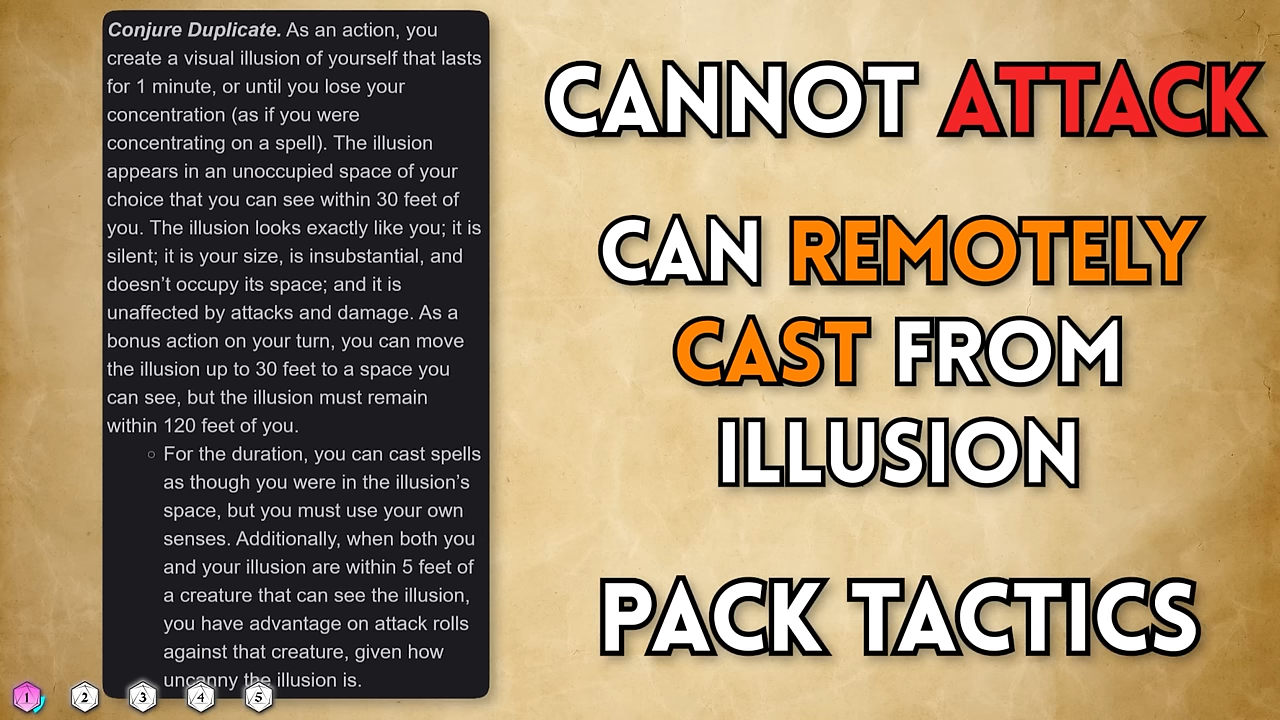 Conjure Duplicate. As an action, you
create a visual illusion of yourself that lasts
for 1 minute, or until you lose your
concentration (as if you were
concentrating on a spell). The illusion
appears in an unoccupied space of your
choice that you can see within 30 feet of
you. The illusion looks exactly like you; it is
silent; it is your size, is insubstantial, and
doesn’t occupy its space; and it is
unaffected by attacks and damage. As a
bonus action on your turn, you can move
the illusion up to 30 feet to a space you
can see, but the illusion must remain
within 120 feet of you.
○ For the duration, you can cast spells
as though you were in the illusion’s
space, but you must use your own
senses. Additionally, when both you
and your illusion are within 5 feet of
a creature that can see the illusion,
you have advantage on attack rolls
against that creature, given how
uncanny the illusion is.
CANNOT ATTACK
CAN REMOTELY
CAST FROM
ILLUSION
PACK TACTICS
1 2 3 4 5